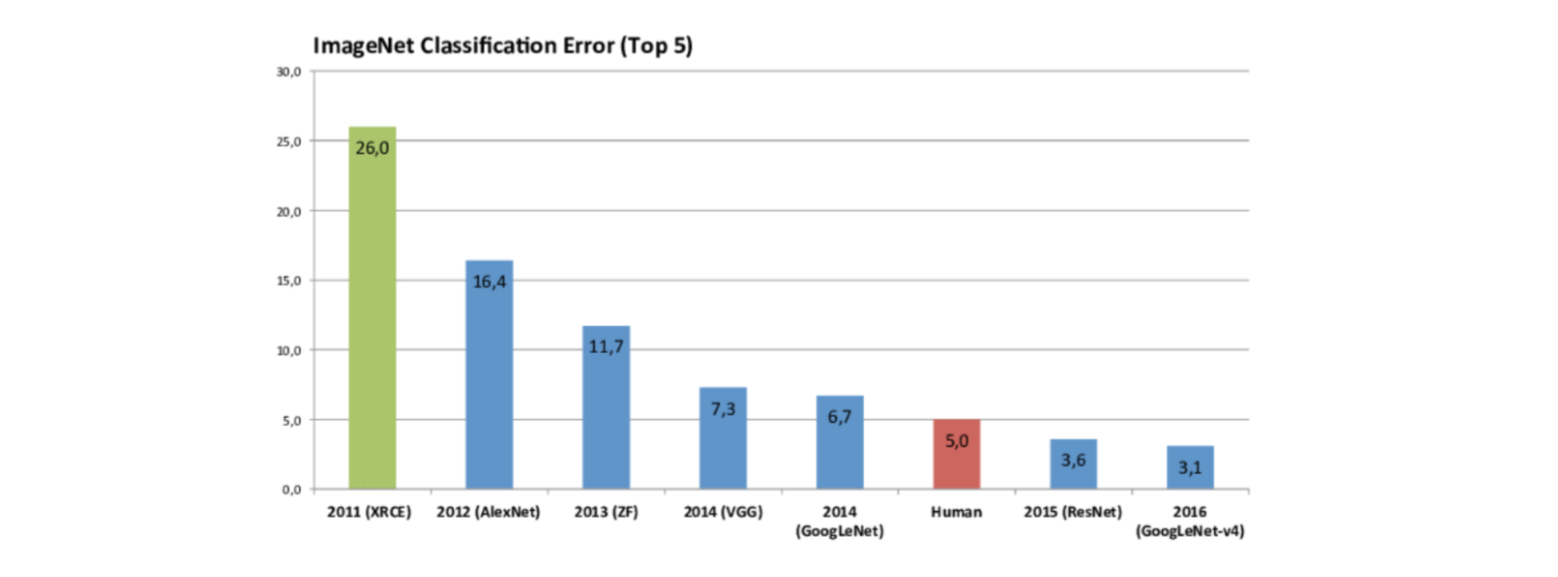 ImageNet Classification Error (Top 5)
30,0
25,0
20,0
15,0
10,0
5,0
0,0
26,0
16,4
11,7
7,3
6,7
5,0
3,6
3,1
2011 (XRCE)
2012 (AlexNet)
2013 (ZF)
2014 (VGG)
2014
(GoogLeNet)
Human
2015 (ResNet)
2016
(GoogLeNet-v4)